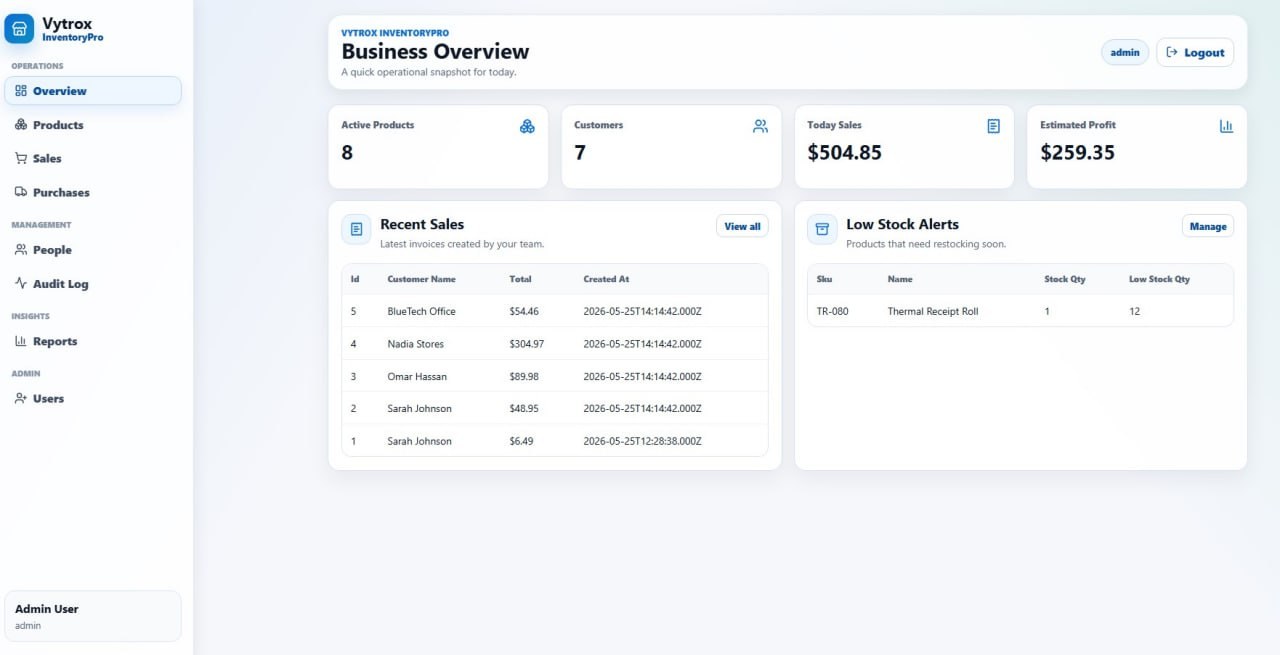 Vytrox
InventoryPro
OPERATIONS
Overview
Products
Sales
Purchases
MANAGEMENT
People
Audit Log
INSIGHTS
Reports
ADMIN
Users
Admin User
admin
VYTROX INVENTORYPRO
Business Overview
A quick operational snapshot for today.
admin
Logout
Active Products
8
Customers
7
Today Sales
$504.85
Estimated Profit
$259.35
Recent Sales
Latest invoices created by your team.
View all
Id Customer Name Total Created At
5 BlueTech Office $54.46 2026-05-25T14:14:42.000Z
4 Nadia Stores $304.97 2026-05-25T14:14:42.000Z
3 Omar Hassan $89.98 2026-05-25T14:14:42.000Z
2 Sarah Johnson $48.95 2026-05-25T14:14:42.000Z
1 Sarah Johnson $6.49 2026-05-25T12:28:38.000Z
Low Stock Alerts
Products that need restocking soon.
Manage
Sku Name Stock Qty Low Stock Qty
TR-080 Thermal Receipt Roll 1 12